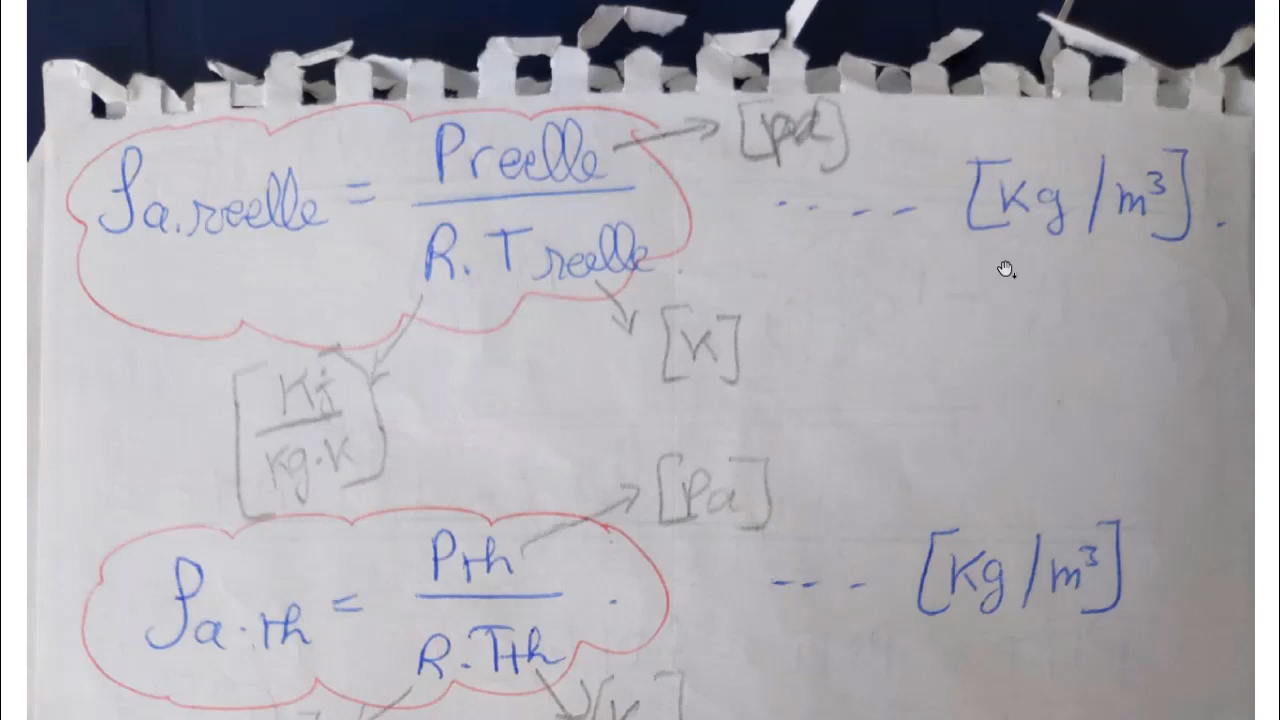 ρa.reelle = Preelle / R.Treelle → [pa] ..---- [Kg/m³].
[K]
[Kj / Kg.K]
[Pa]
ρa.th = Pth / R.Tth . --- [Kg/m³]
[K]